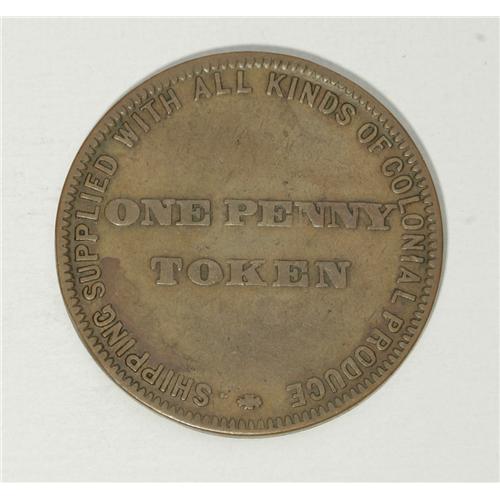 SHIPPING SUPPLIED WITH ALL KINDS OF COLONIAL PRODUCE
ONE PENNY
TOKEN